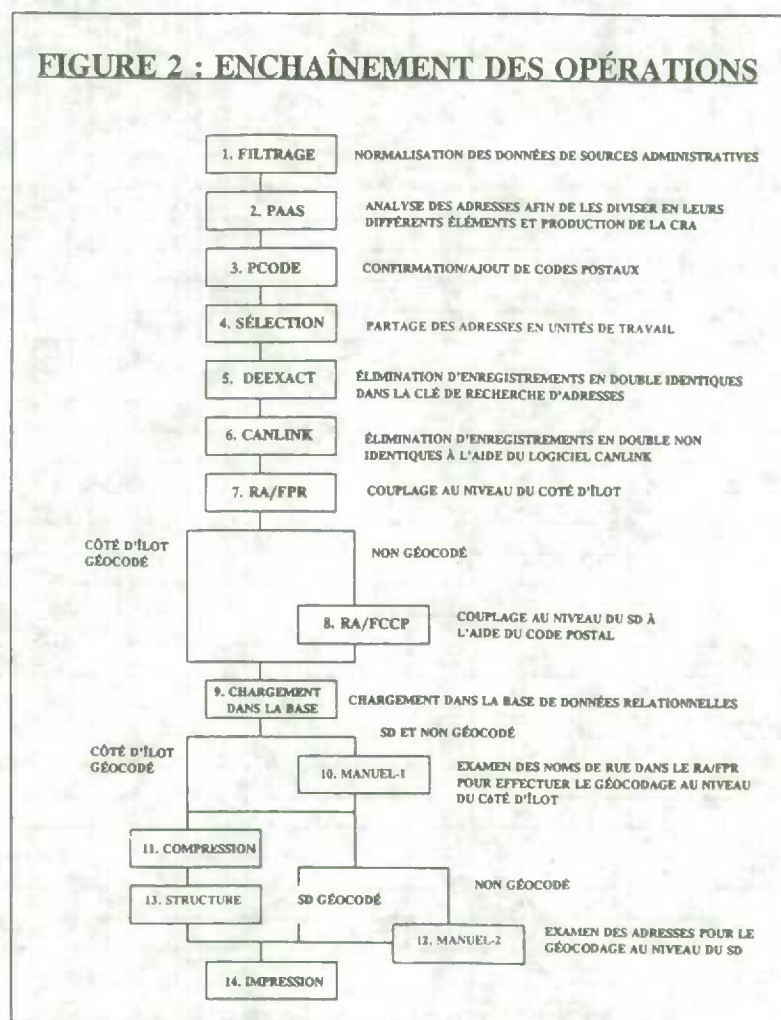 FIGURE 2 : ENCHAÎNEMENT DES OPÉRATIONS
1. FILTRAGE
NORMALISATION DES DONNÉES DE SOURCES ADMINISTRATIVES
2. PAAS
ANALYSE DES ADRESSES AFIN DE LES DIVISER EN LEURS
DIFFÉRENTS ÉLÉMENTS ET PRODUCTION DE LA CRA
3. PCODE
CONFIRMATION/AJOUT DE CODES POSTAUX
4. SÉLECTION
PARTAGE DES ADRESSES EN UNITÉS DE TRAVAIL
5. DEEXACT
ÉLIMINATION D'ENREGISTREMENTS EN DOUBLE IDENTIQUES
DANS LA CLÉ DE RECHERCHE D'ADRESSES
6. CANLINK
ÉLIMINATION D'ENREGISTREMENTS EN DOUBLE NON
IDENTIQUES À L'AIDE DU LOGICIEL CANLINK
7. RA/FPR
COUPLAGE AU NIVEAU DU COTÉ D'ÎLOT
CÔTÉ D'ÎLOT
GÉOCODÉ
NON GÉOCODÉ
8. RA/FCCP
COUPLAGE AU NIVEAU DU SD À
L'AIDE DU CODE POSTAL
9. CHARGEMENT
DANS LA BASE
CHARGEMENT DANS LA BASE DE DONNÉES RELATIONNELLES
CÔTÉ D'ÎLOT
GÉOCODÉ
SD ET NON GÉOCODÉ
10. MANUEL-1
EXAMEN DES NOMS DE RUE DANS LE RA/FPR
POUR EFFECTUER LE GÉOCODAGE AU NIVEAU
DU CÔTÉ D'ÎLOT
11. COMPRESSION
13. STRUCTURE
SD GÉOCODÉ
NON GÉOCODÉ
12. MANUEL-2
EXAMEN DES ADRESSES POUR LE
GÉOCODAGE AU NIVEAU DU SD
14. IMPRESSION